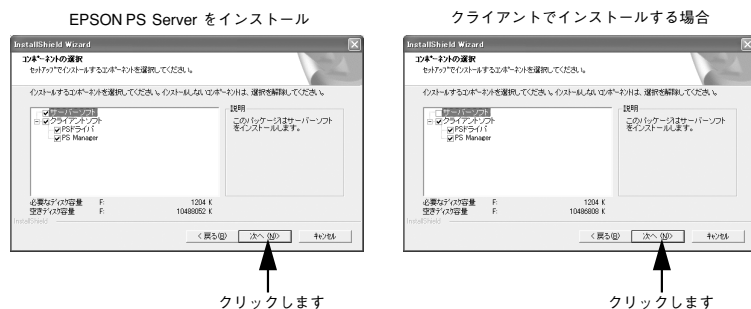 EPSON PS Server をインストール
InstallShield Wizard
コンポーネントの選択
セットアップでインストールするコンポーネントを選択してください。
インストールするコンポーネントを選択してください。インストールしないコンポーネントは、選択を解除してください。
サーバーソフト
クライアントソフト
PSドライバ
PS Manager
説明
このパッケージはサーバーソフト
をインストールします。
必要なディスク容量 F: 1204 K
空きディスク容量 F: 10488052 K
InstallShield
< 戻る(B) 次へ (N)> キャンセル
クリックします
クライアントでインストールする場合
InstallShield Wizard
コンポーネントの選択
セットアップでインストールするコンポーネントを選択してください。
インストールするコンポーネントを選択してください。インストールしないコンポーネントは、選択を解除してください。
サーバーソフト
クライアントソフト
PSドライバ
PS Manager
説明
このパッケージはサーバーソフト
をインストールします。
必要なディスク容量 F: 1204 K
空きディスク容量 F: 10486808 K
InstallShield
< 戻る(B) 次へ (N)> キャンセル
クリックします